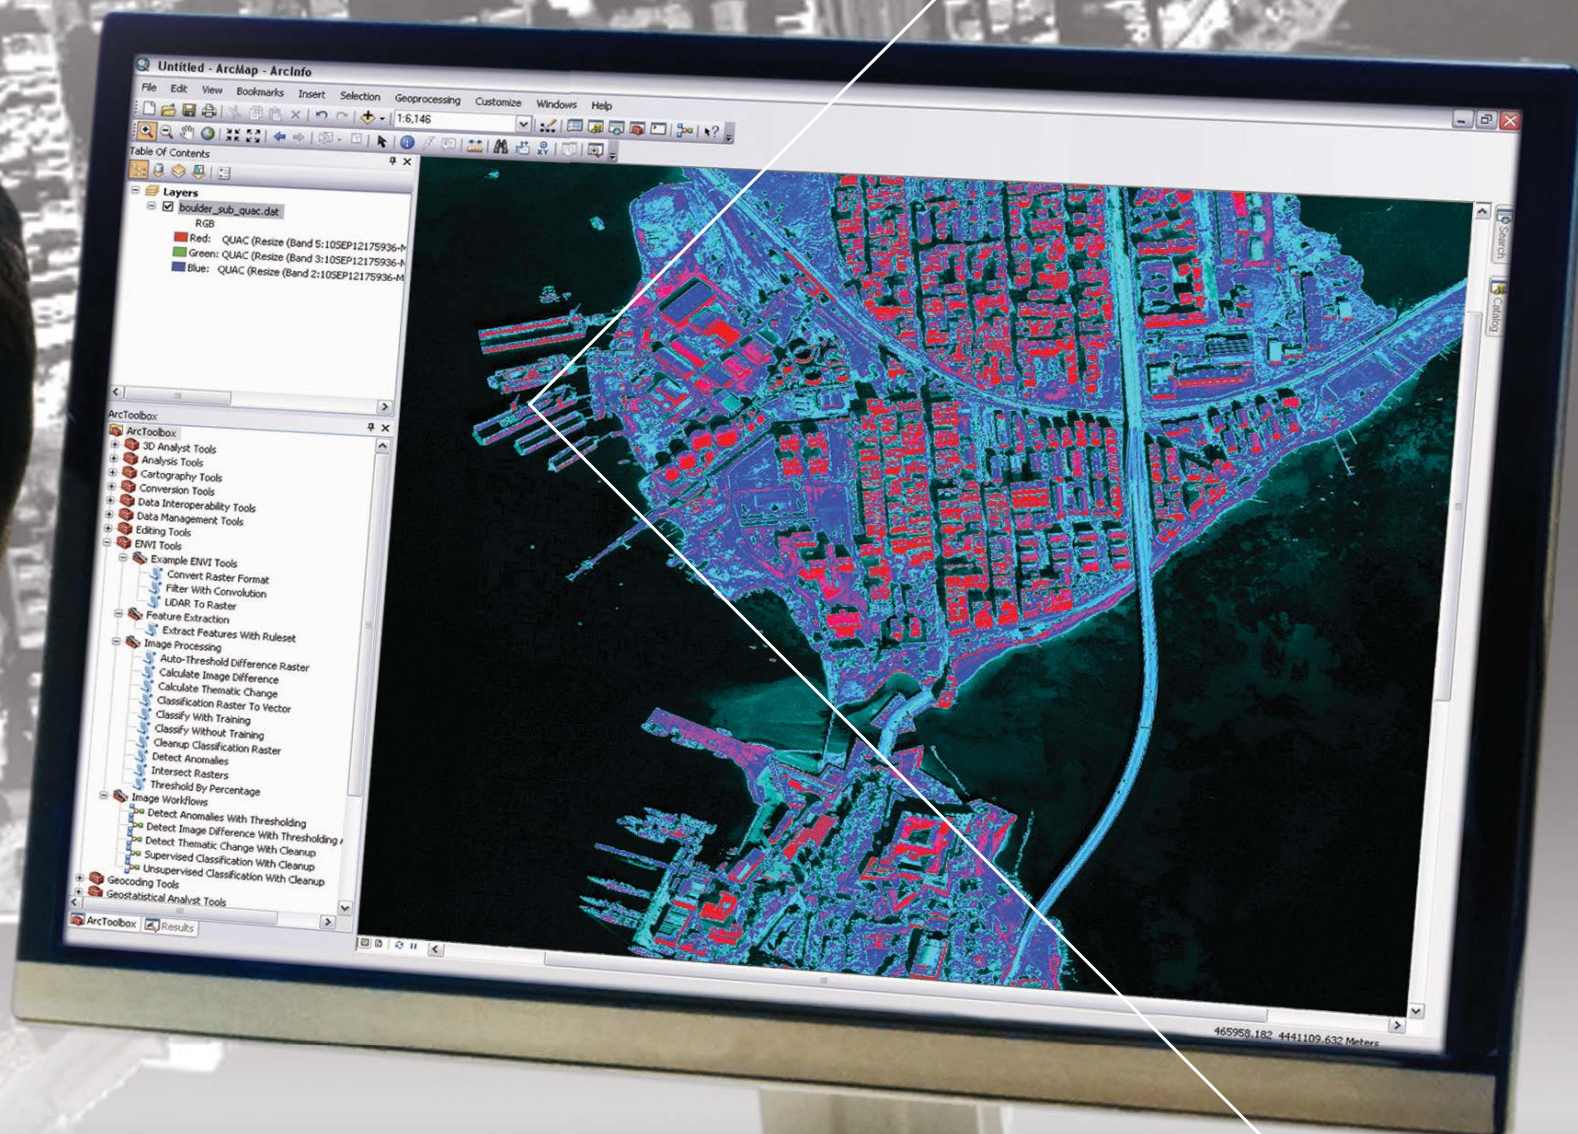 Untitled - ArcMap - ArcInfo
File Edit View Bookmarks Insert Selection Geoprocessing Customize Windows Help
1:6,146
Table Of Contents
Layers
boulder_sub_quac.dat
RGB
Red: QUAC (Resize (Band 5:10SEP12175936-M
Green: QUAC (Resize (Band 3:10SEP12175936-M
Blue: QUAC (Resize (Band 2:10SEP12175936-M
Search
Catalog
ArcToolbox
ArcToolbox
3D Analyst Tools
Analysis Tools
Cartography Tools
Conversion Tools
Data Interoperability Tools
Data Management Tools
Editing Tools
ENVI Tools
Example ENVI Tools
Convert Raster Format
Filter With Convolution
LiDAR To Raster
Feature Extraction
Extract Features With Ruleset
Image Processing
Auto-Threshold Difference Raster
Calculate Image Difference
Calculate Thematic Change
Classification Raster To Vector
Classify With Training
Classify Without Training
Cleanup Classification Raster
Detect Anomalies
Intersect Rasters
Threshold By Percentage
Image Workflows
Detect Anomalies With Thresholding
Detect Image Difference With Thresholding
Detect Thematic Change With Cleanup
Supervised Classification With Cleanup
Unsupervised Classification With Cleanup
Geocoding Tools
Geostatistical Analyst Tools
ArcToolbox Results
465958.182 4441109.632 Meters